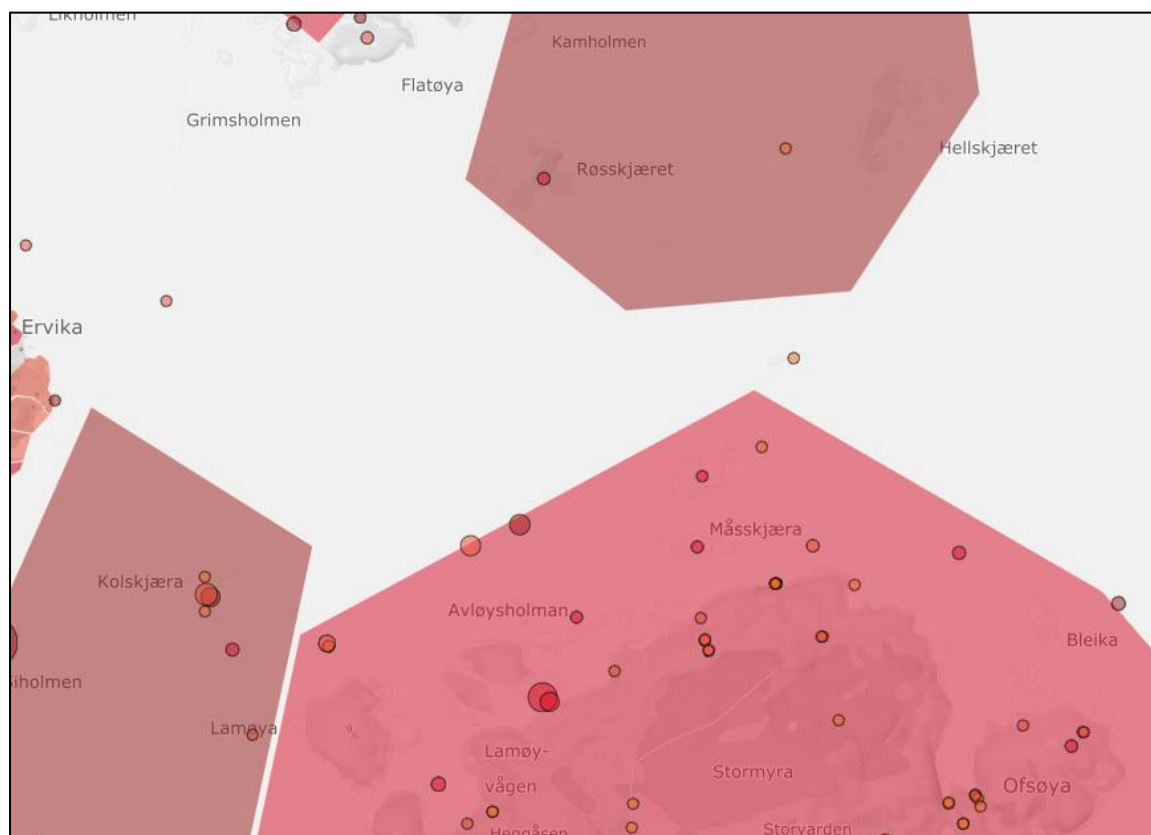 Kamholmen
Flatøya
Grimsholmen
Hellskjæret
Røsskjæret
Ervika
Måsskjæra
Kolskjæra
Avløysholman
Bleika
Lamøya
Lamøy-
vågen
Stormyra
Ofsøya
Storvarden
Heggåsen